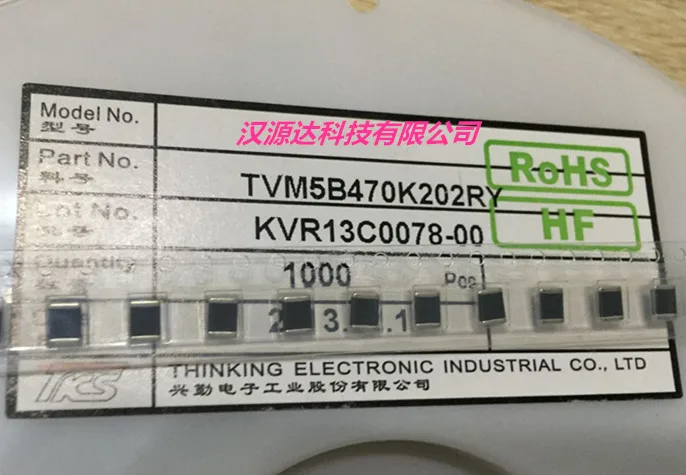 Model No.
型号
汉源达科技有限公司
Part No.
料号
TVM5B470K202RY
RoHS
HF
Lot No.
KVR13C0078-00
Quantity
1000 Pcs
TKS
THINKING ELECTRONIC INDUSTRIAL CO., LTD
兴勤电子工业股份有限公司